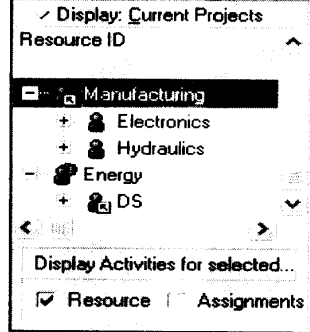 Display: Current Projects
Resource ID
Manufacturing
Electronics
Hydraulics
Energy
DS
Display Activities for selected...
Resource Assignments